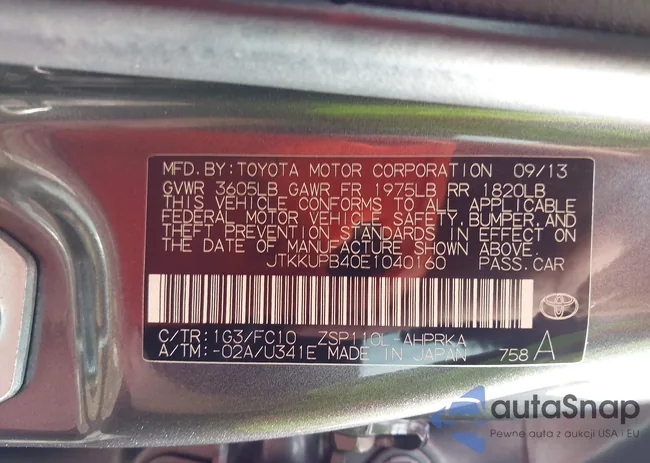 MFD. BY: TOYOTA MOTOR CORPORATION 09/13
GVWR 3605LB GAWR FR 1975LB RR 1820LB
THIS VEHICLE CONFORMS TO ALL APPLICABLE
FEDERAL MOTOR VEHICLE SAFETY, BUMPER, AND
THEFT PREVENTION STANDARDS IN EFFECT ON
THE DATE OF MANUFACTURE SHOWN ABOVE.
JTKKUPB40E1040160 PASS. CAR
C/TR: 1G3/FC10 ZSP110L-AHPRKA
A/TM: -02A/U341E MADE IN JAPAN 758 A
autaSnap
Pewne auta z aukcji USA i EU